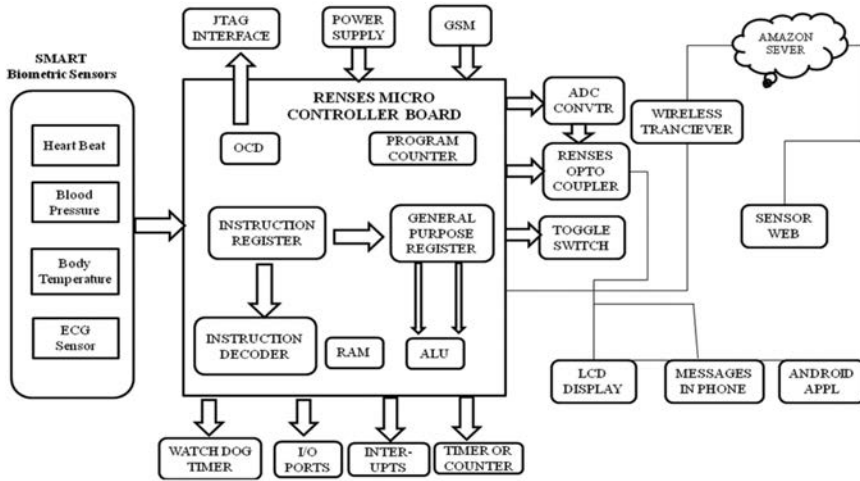 JTAG
INTERFACE
POWER
SUPPLY
GSM
AMAZON
SEVER
SMART
Biometric Sensors
Heart Beat
Blood
Pressure
Body
Temperature
ECG
Sensor
RENSES MICRO
CONTROLLER BOARD
OCD
PROGRAM
COUNTER
INSTRUCTION
REGISTER
GENERAL
PURPOSE
REGISTER
INSTRUCTION
DECODER
RAM
ALU
ADC
CONVTR
RENSES
OPTO
COUPLER
TOGGLE
SWITCH
WIRELESS
TRANCIEVER
SENSOR
WEB
LCD
DISPLAY
MESSAGES
IN PHONE
ANDROID
APPL
WATCH DOG
TIMER
I/O
PORTS
INTER-
UPTS
TIMER OR
COUNTER